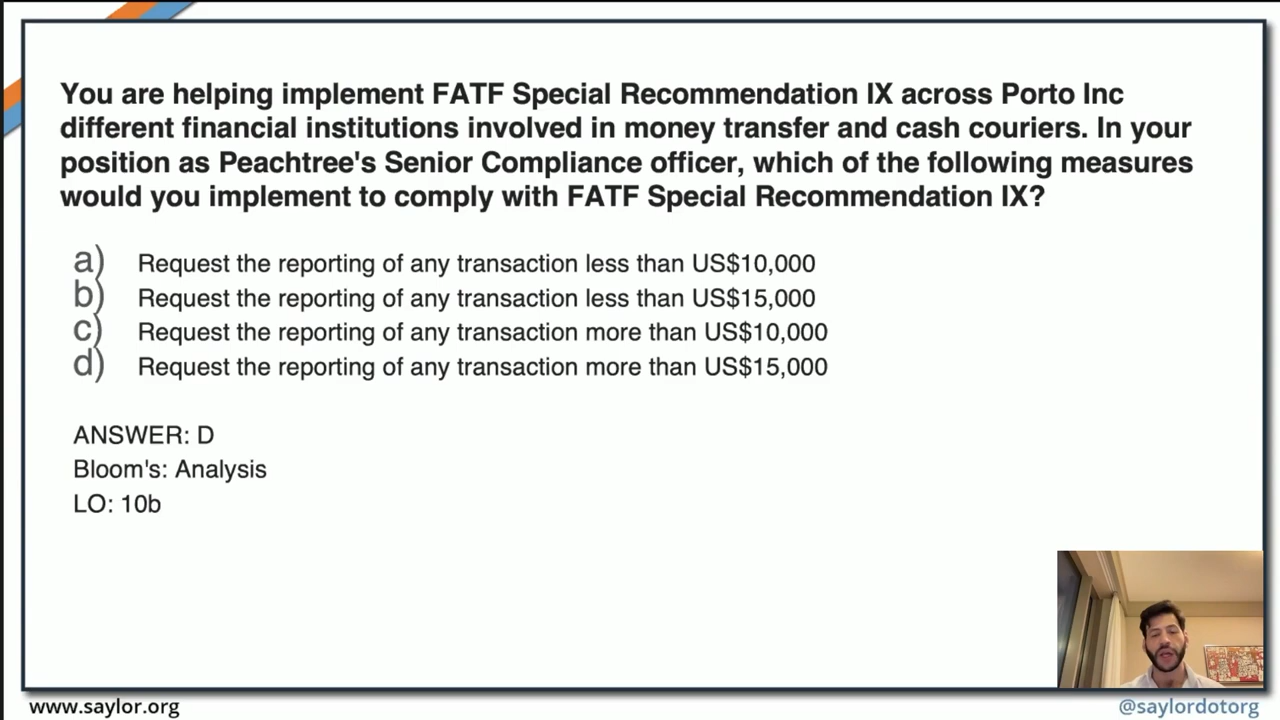 You are helping implement FATF Special Recommendation IX across Porto Inc
different financial institutions involved in money transfer and cash couriers. In your
position as Peachtree's Senior Compliance officer, which of the following measures
would you implement to comply with FATF Special Recommendation IX?
a) Request the reporting of any transaction less than US$10,000
b) Request the reporting of any transaction less than US$15,000
c) Request the reporting of any transaction more than US$10,000
d) Request the reporting of any transaction more than US$15,000
ANSWER: D
Bloom's: Analysis
LO: 10b
www.saylor.org
@saylordotorg